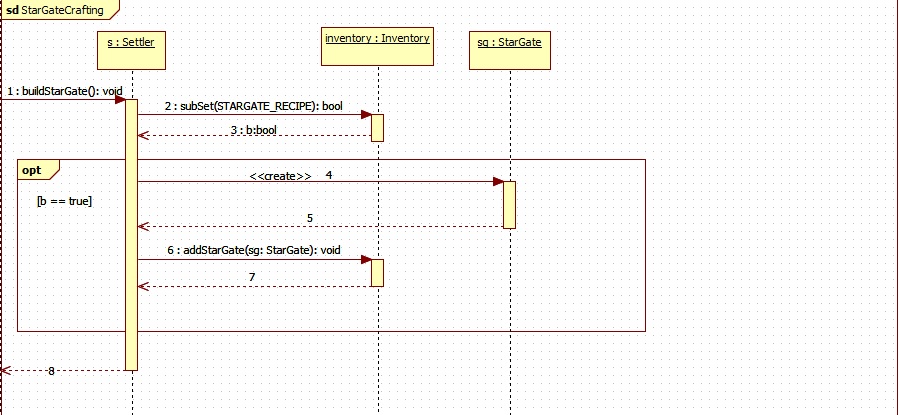 sd StarGateCrafting
s : Settler
inventory : Inventory
sg : StarGate
1 : buildStarGate(): void
2 : subSet(STARGATE_RECIPE): bool
3 : b:bool
opt
<<create>> 4
[b == true]
5
6 : addStarGate(sg: StarGate): void
7
8